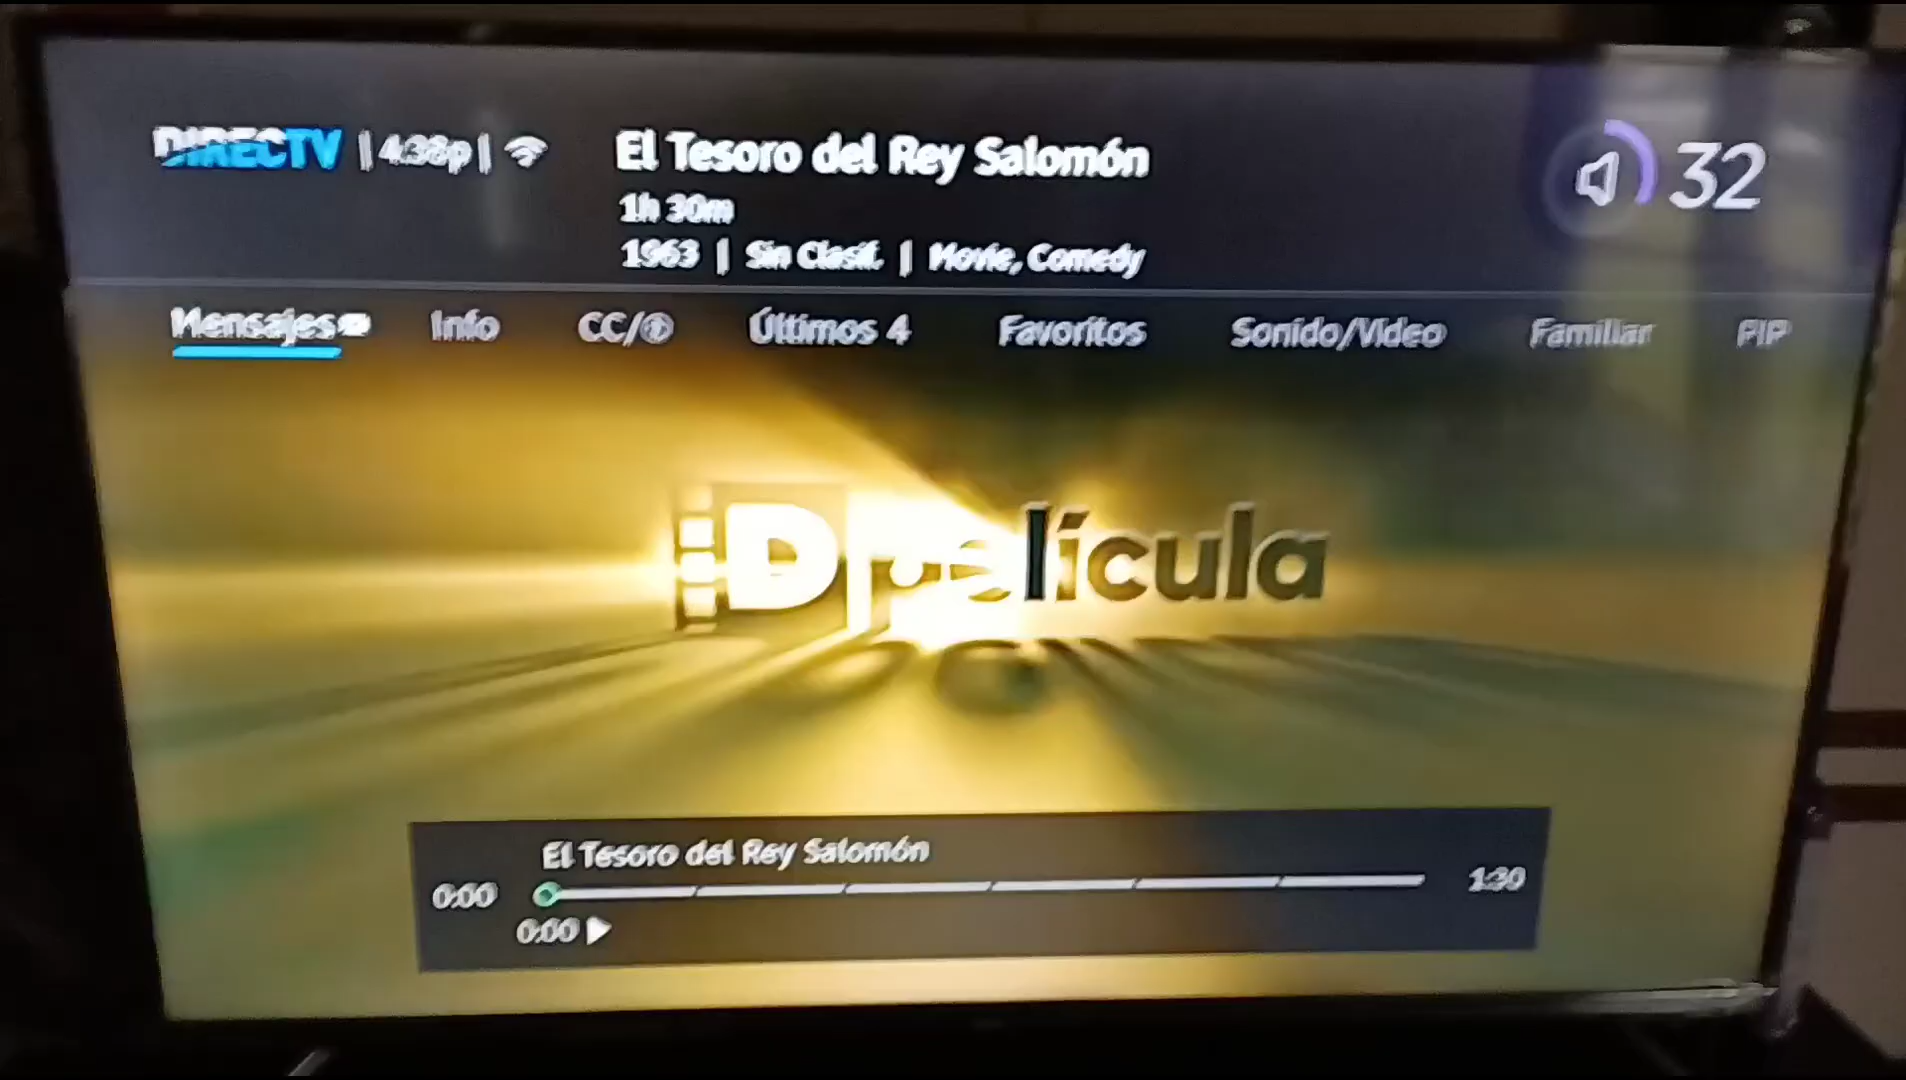 DIRECTV | 4:38p |
El Tesoro del Rey Salomón
1h 30m
1963 | Sin Clasif. | Movie, Comedy
32
Mensajes Info CC/ Últimos 4 Favoritos Sonido/Video Familiar PIP
D película
El Tesoro del Rey Salomón
0:00 1:30
0:00